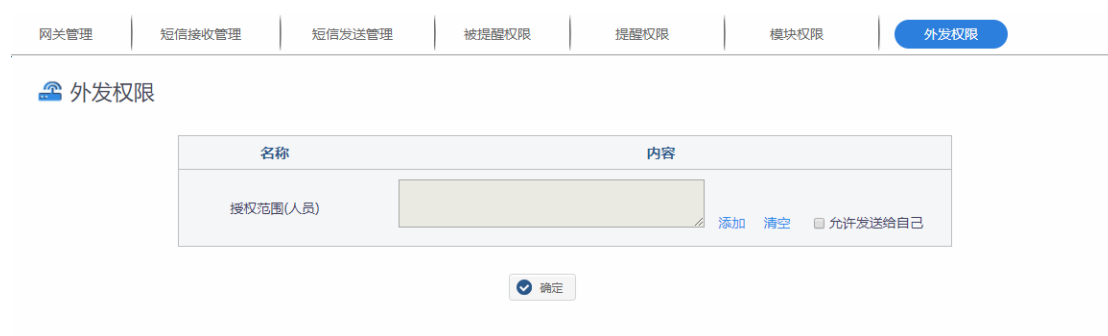 网关管理 短信接收管理 短信发送管理 被提醒权限 提醒权限 模块权限 外发权限
外发权限
名称 内容
授权范围(人员) 添加 清空 允许发送给自己
确定